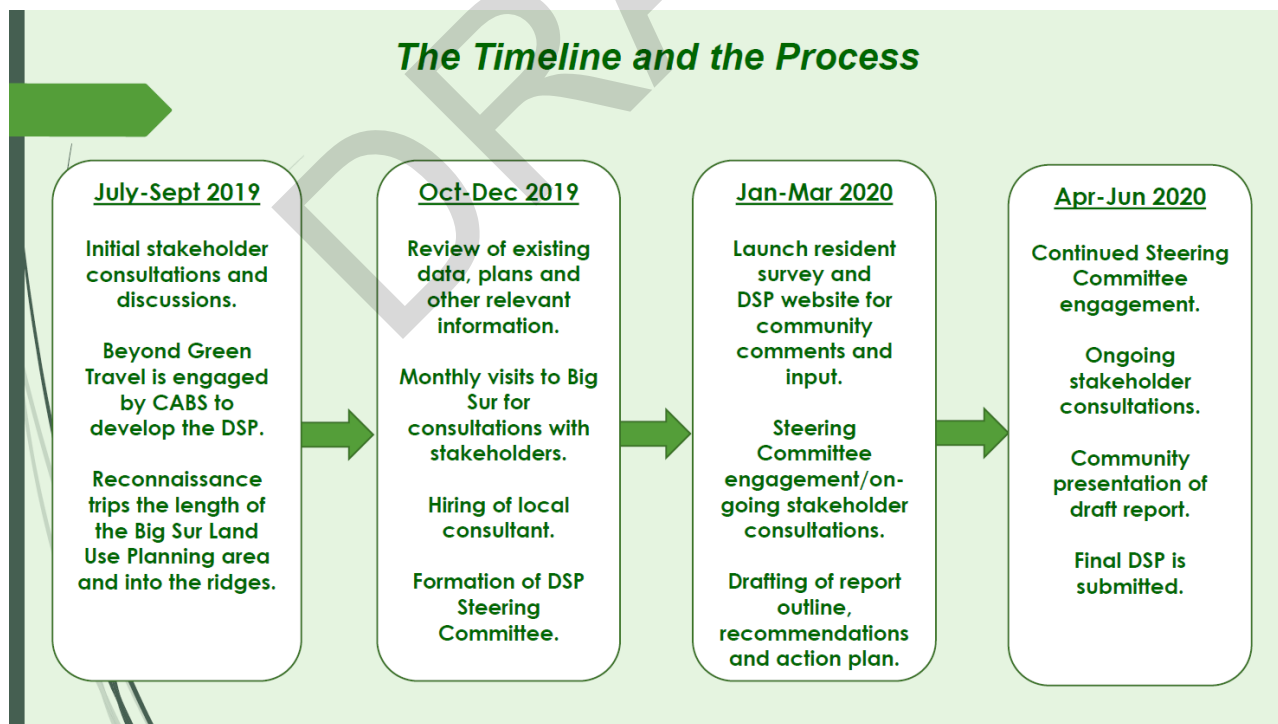 The Timeline and the Process
DRA
July-Sept 2019
Initial stakeholder
consultations and
discussions.
Beyond Green
Travel is engaged
by CABS to
develop the DSP.
Reconnaissance
trips the length of
the Big Sur Land
Use Planning area
and into the ridges.
Oct-Dec 2019
Review of existing
data, plans and
other relevant
information.
Monthly visits to Big
Sur for
consultations with
stakeholders.
Hiring of local
consultant.
Formation of DSP
Steering
Committee.
Jan-Mar 2020
Launch resident
survey and
DSP website for
community
comments and
input.
Steering
Committee
engagement/on-
going stakeholder
consultations.
Drafting of report
outline,
recommendations
and action plan.
Apr-Jun 2020
Continued Steering
Committee
engagement.
Ongoing
stakeholder
consultations.
Community
presentation of
draft report.
Final DSP is
submitted.